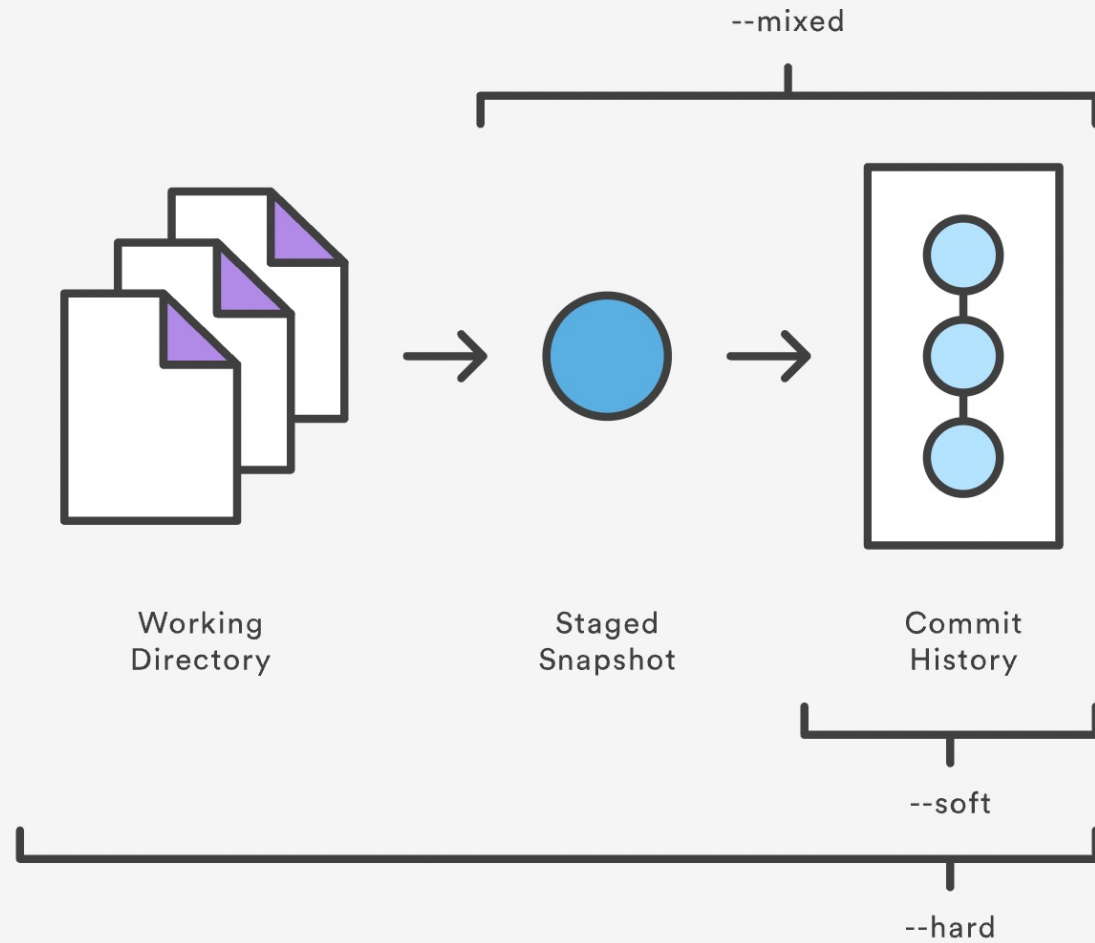 --mixed
Working
Directory
Staged
Snapshot
Commit
History
--soft
--hard